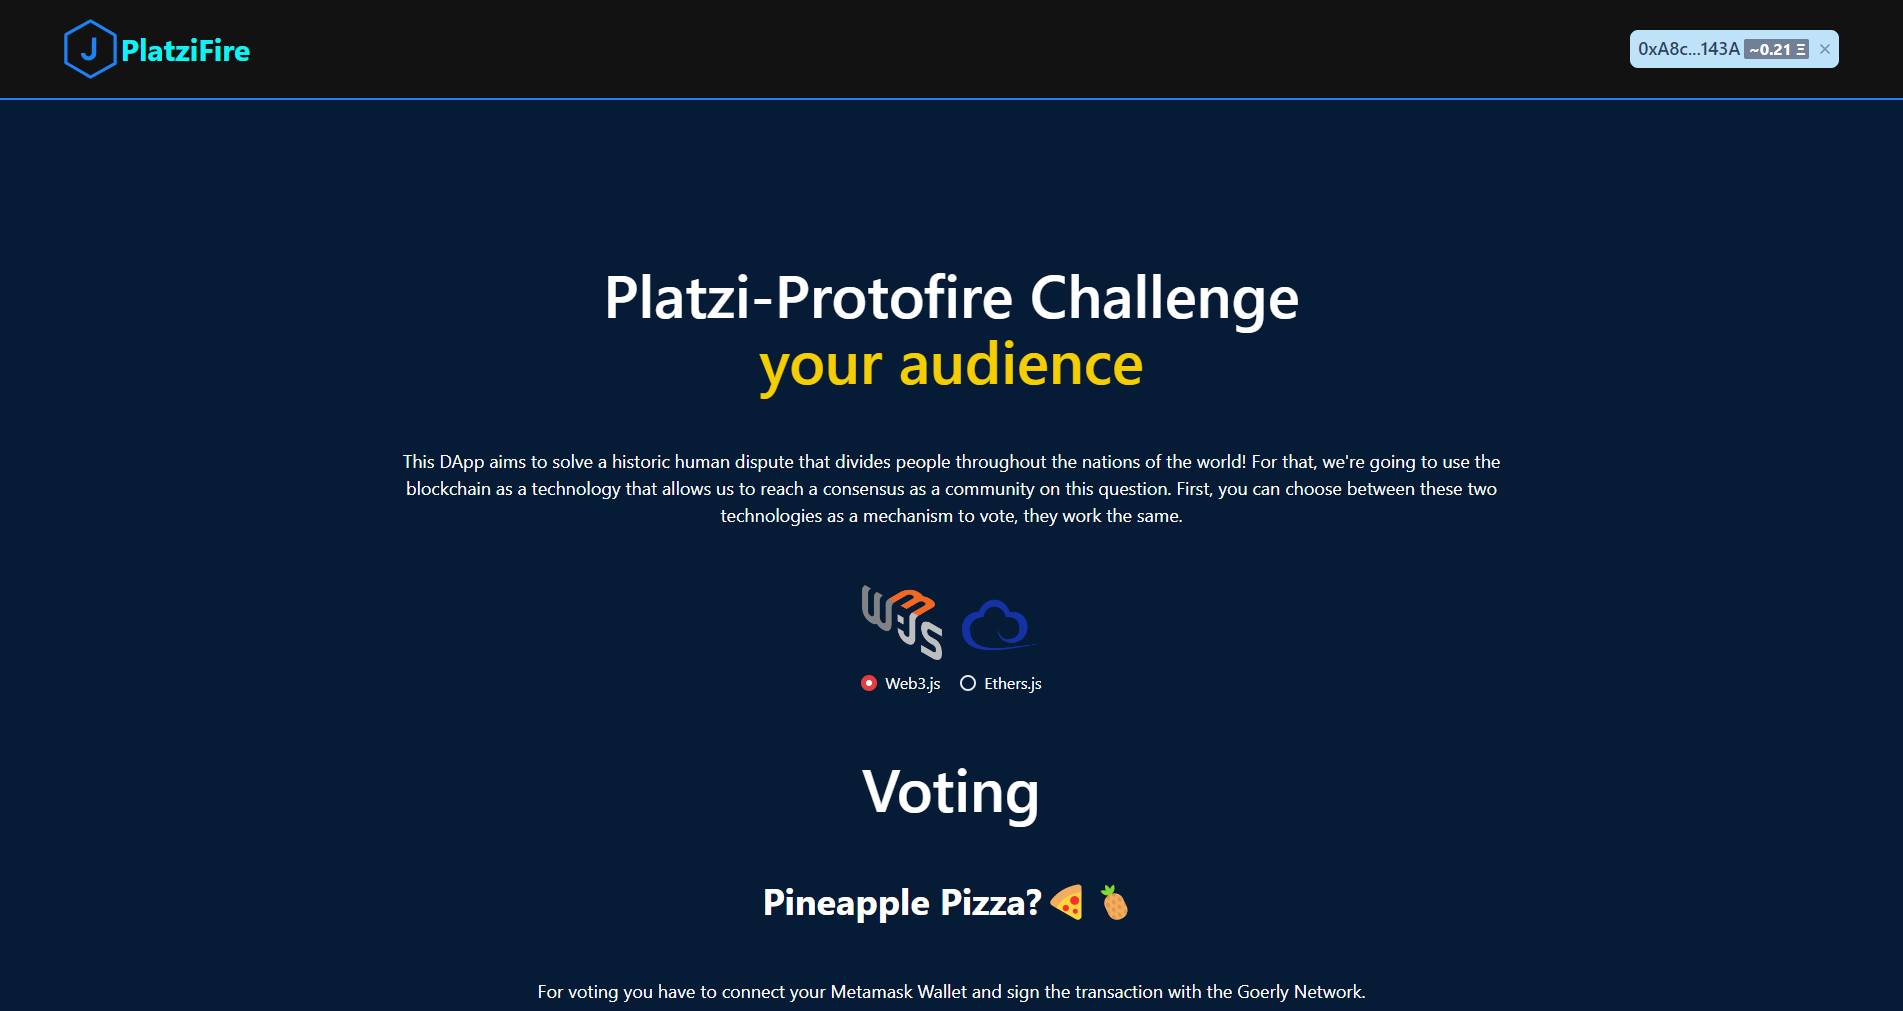 J PlatziFire
0xA8c...143A ~0.21 Ξ ×
Platzi-Protofire Challenge
your audience
This DApp aims to solve a historic human dispute that divides people throughout the nations of the world! For that, we're going to use the
blockchain as a technology that allows us to reach a consensus as a community on this question. First, you can choose between these two
technologies as a mechanism to vote, they work the same.
W3JS
Web3.js Ethers.js
Voting
Pineapple Pizza? 🍕 🍍
For voting you have to connect your Metamask Wallet and sign the transaction with the Goerly Network.